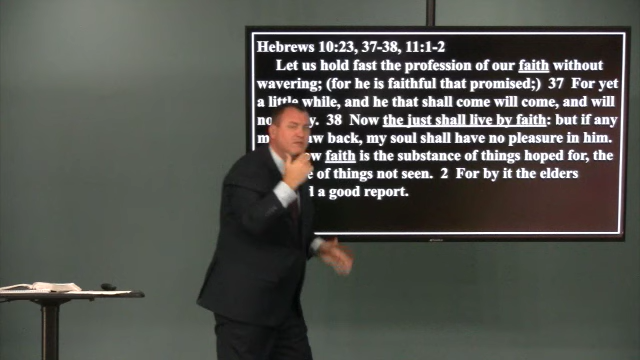 Hebrews 10:23, 37-38, 11:1-2
Let us hold fast the profession of our faith without
wavering; (for he is faithful that promised;) 37 For yet
a little while, and he that shall come will come, and will
38 Now the just shall live by faith: but if any
back, my soul shall have no pleasure in him.
faith is the substance of things hoped for, the
of things not seen. 2 For by it the elders
a good report.